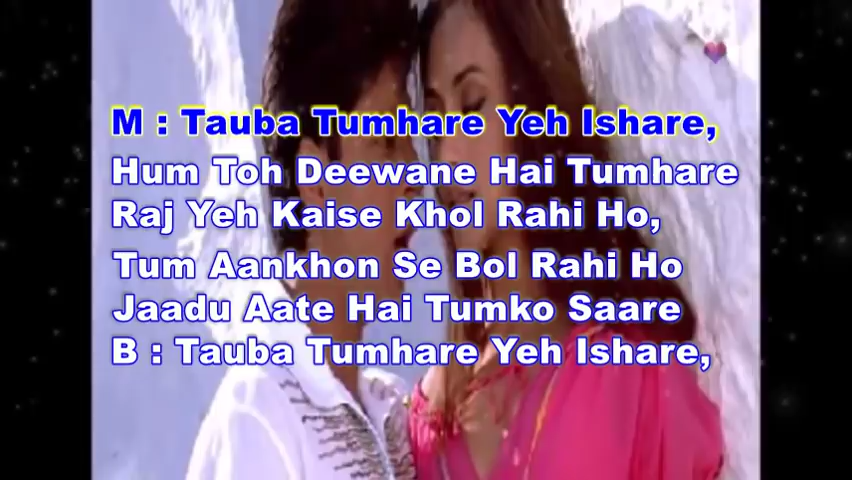 M : Tauba Tumhare Yeh Ishare,
Hum Toh Deewane Hai Tumhare
Raj Yeh Kaise Khol Rahi Ho,
Tum Aankhon Se Bol Rahi Ho
Jaadu Aate Hai Tumko Saare
B : Tauba Tumhare Yeh Ishare,